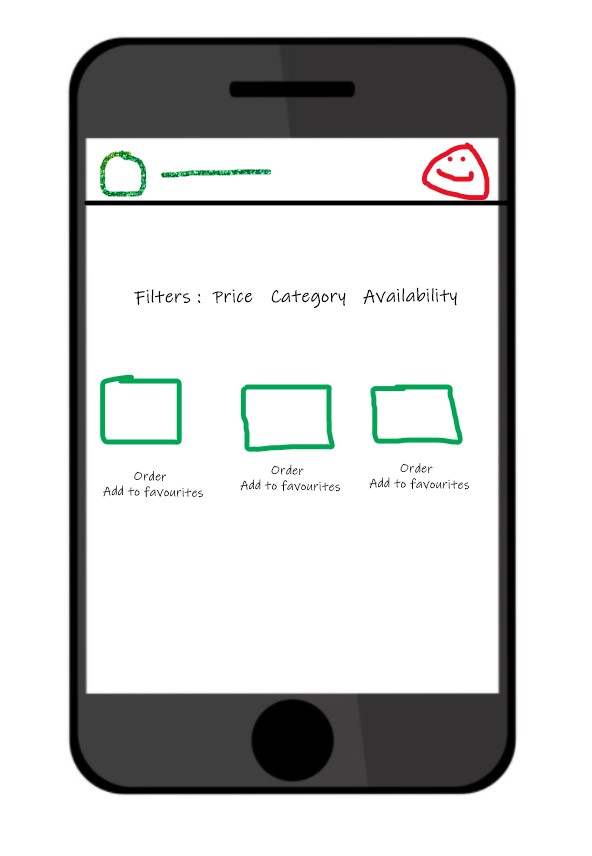 Filters : Price Category Availability
Order
Add to favourites
Order
Add to favourites
Order
Add to favourites